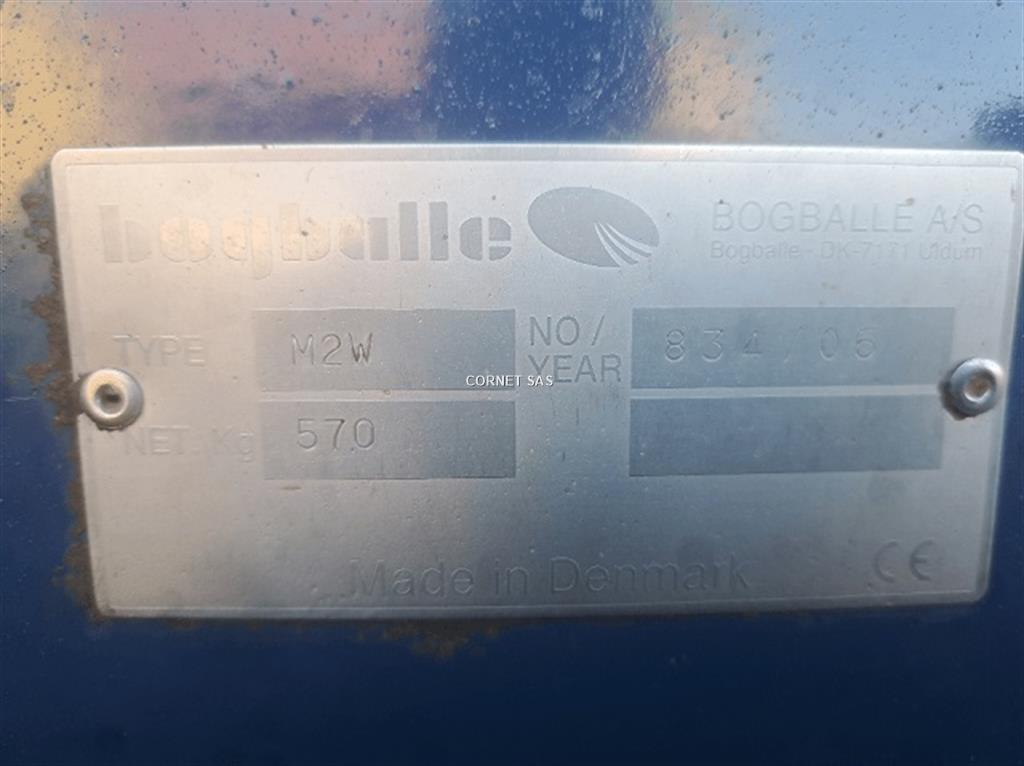 bogballe
BOGBALLE A/S
Bogballe - DK-7171 Uldum
TYPE M2W NO/YEAR 834/06
CORNET SAS
NET. Kg 570
Made in Denmark CE